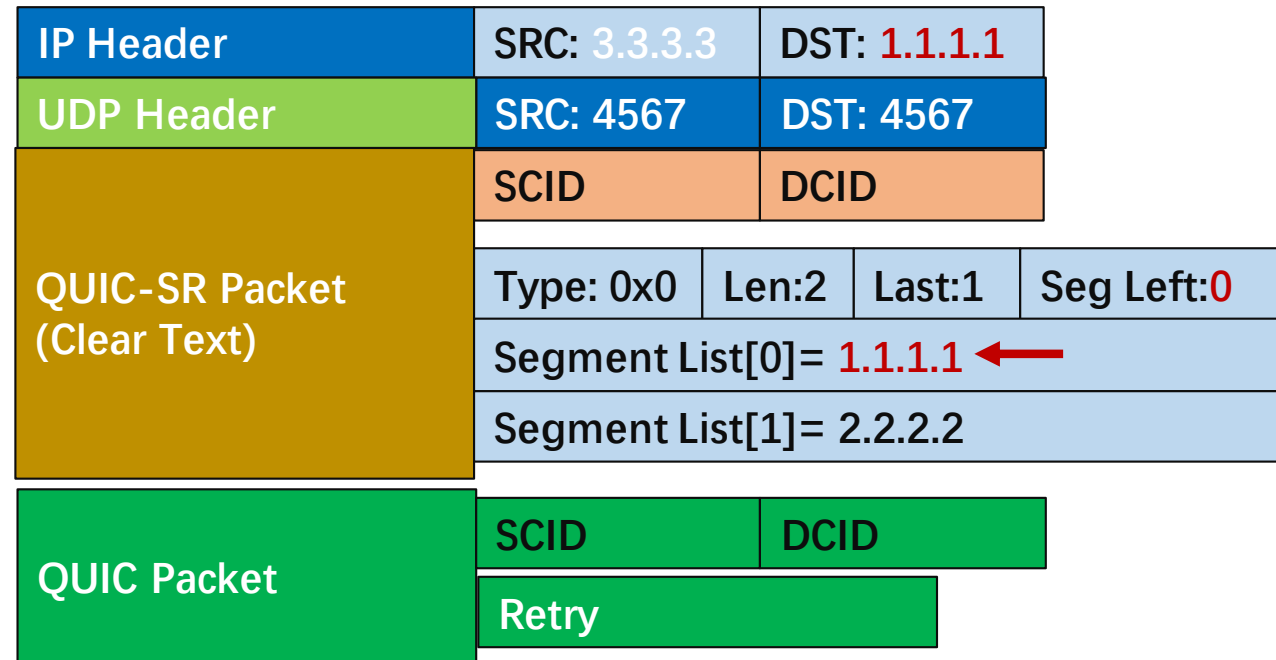 IP Header
SRC: 3.3.3.3
DST: 1.1.1.1
UDP Header
SRC: 4567
DST: 4567
QUIC-SR Packet
(Clear Text)
SCID
DCID
Type: 0x0
Len:2
Last:1
Seg Left:0
Segment List[0]= 1.1.1.1
Segment List[1]= 2.2.2.2
QUIC Packet
SCID
DCID
Retry